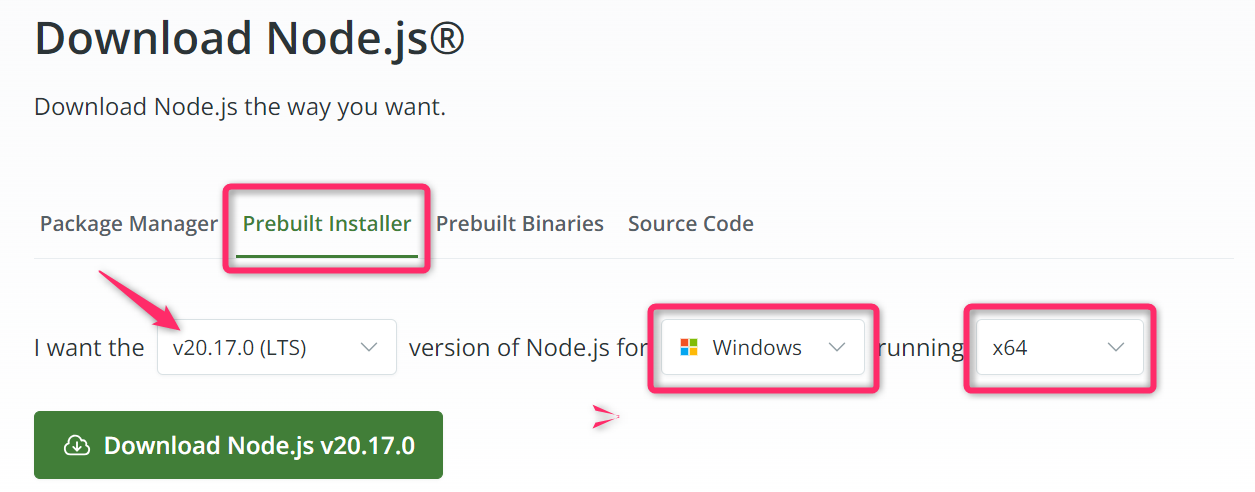 Download Node.js®
Download Node.js the way you want.
Package Manager Prebuilt Installer Prebuilt Binaries Source Code
I want the v20.17.0 (LTS) version of Node.js for Windows running x64
Download Node.js v20.17.0